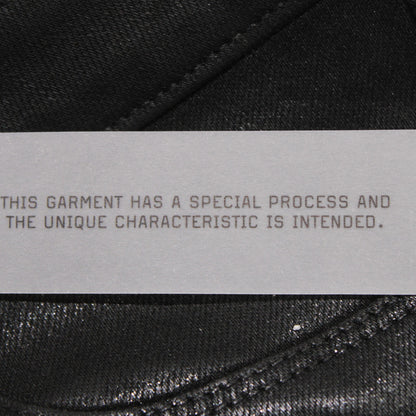 THIS GARMENT HAS A SPECIAL PROCESS AND
THE UNIQUE CHARACTERISTIC IS INTENDED.